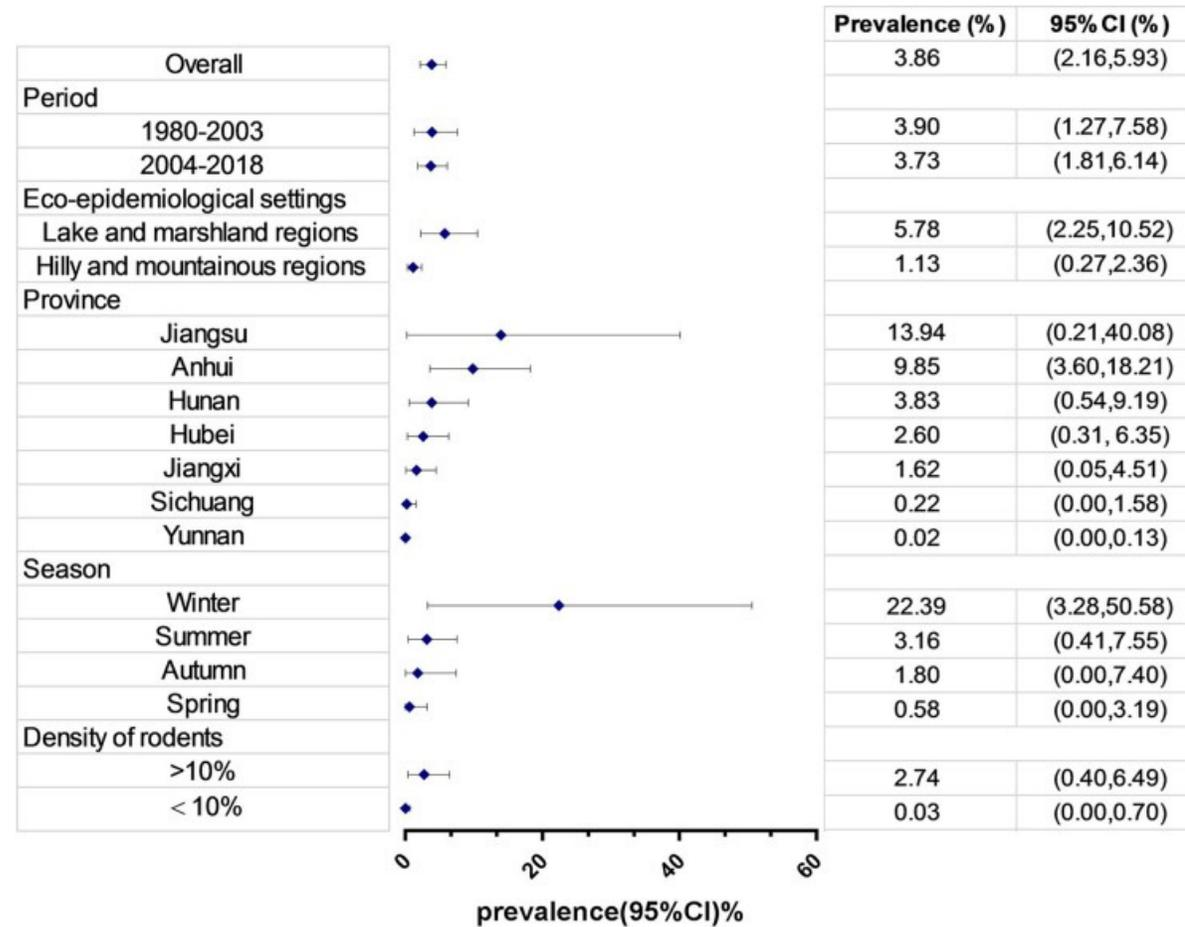 Prevalence (%) 95%CI (%)
Overall 3.86 (2.16,5.93)
Period
1980-2003 3.90 (1.27,7.58)
2004-2018 3.73 (1.81,6.14)
Eco-epidemiological settings
Lake and marshland regions 5.78 (2.25,10.52)
Hilly and mountainous regions 1.13 (0.27,2.36)
Province
Jiangsu 13.94 (0.21,40.08)
Anhui 9.85 (3.60,18.21)
Hunan 3.83 (0.54,9.19)
Hubei 2.60 (0.31, 6.35)
Jiangxi 1.62 (0.05,4.51)
Sichuang 0.22 (0.00,1.58)
Yunnan 0.02 (0.00,0.13)
Season
Winter 22.39 (3.28,50.58)
Summer 3.16 (0.41,7.55)
Autumn 1.80 (0.00,7.40)
Spring 0.58 (0.00,3.19)
Density of rodents
>10% 2.74 (0.40,6.49)
＜10% 0.03 (0.00,0.70)
0 20 40 60
prevalence(95%CI)%